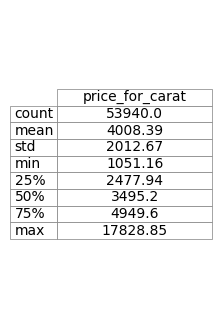 price_for_carat
count 53940.0
mean 4008.39
std 2012.67
min 1051.16
25% 2477.94
50% 3495.2
75% 4949.6
max 17828.85